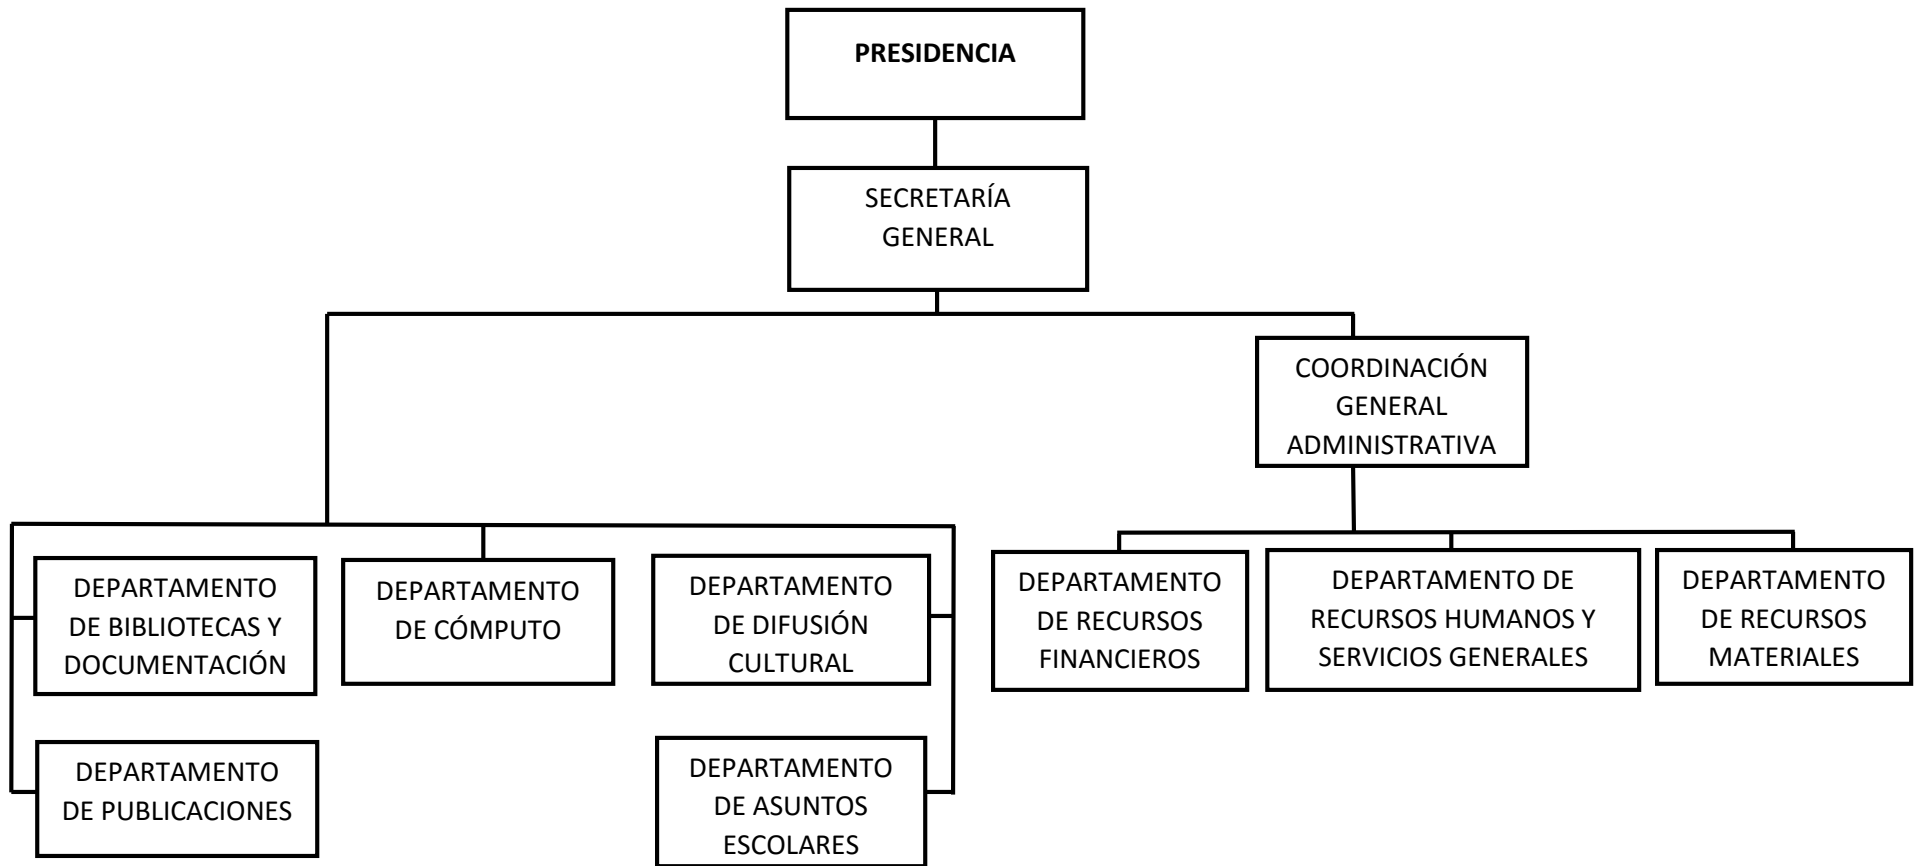 PRESIDENCIA
SECRETARÍA
GENERAL
COORDINACIÓN
GENERAL
ADMINISTRATIVA
DEPARTAMENTO
DE BIBLIOTECAS Y
DOCUMENTACIÓN
DEPARTAMENTO
DE CÓMPUTO
DEPARTAMENTO
DE DIFUSIÓN
CULTURAL
DEPARTAMENTO
DE RECURSOS
FINANCIEROS
DEPARTAMENTO DE
RECURSOS HUMANOS Y
SERVICIOS GENERALES
DEPARTAMENTO
DE RECURSOS
MATERIALES
DEPARTAMENTO
DE PUBLICACIONES
DEPARTAMENTO
DE ASUNTOS
ESCOLARES